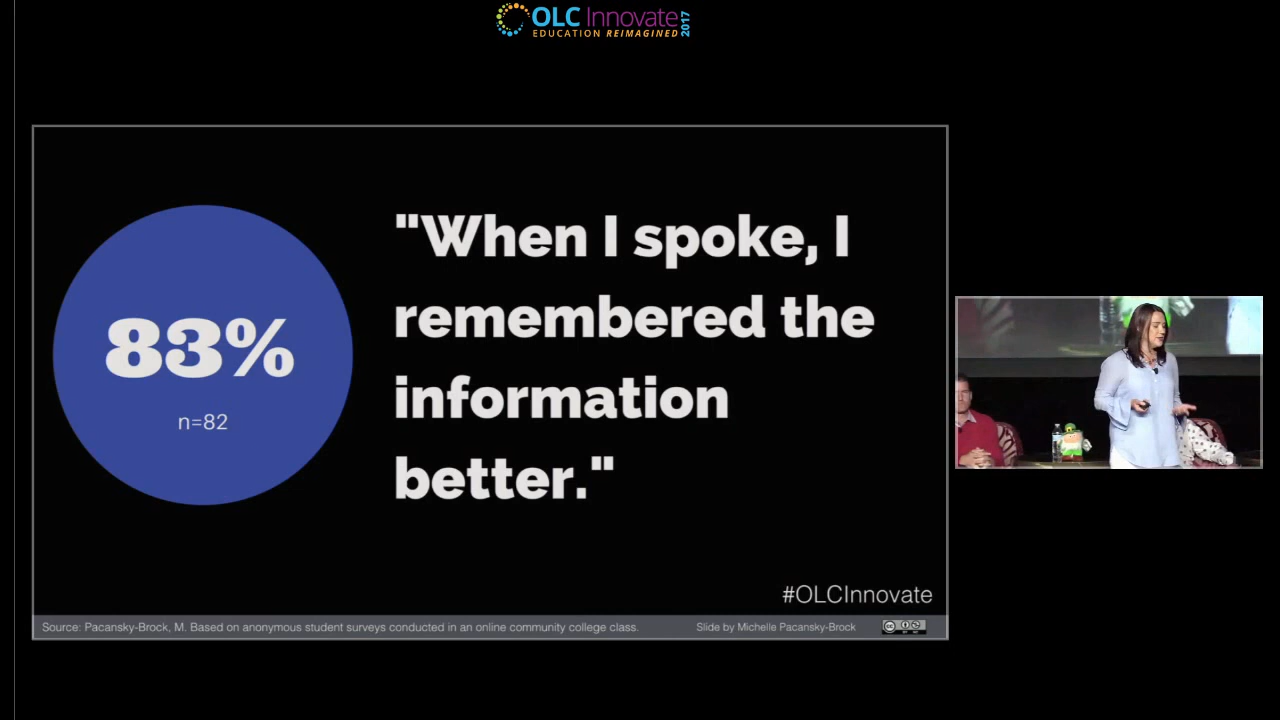 OLC Innovate 2017
EDUCATION REIMAGINED
83%
n=82
"When I spoke, I
remembered the
information
better."
#OLCInnovate
Source: Pacansky-Brock, M. Based on anonymous student surveys conducted in an online community college class.
Slide by Michelle Pacansky-Brock
cc